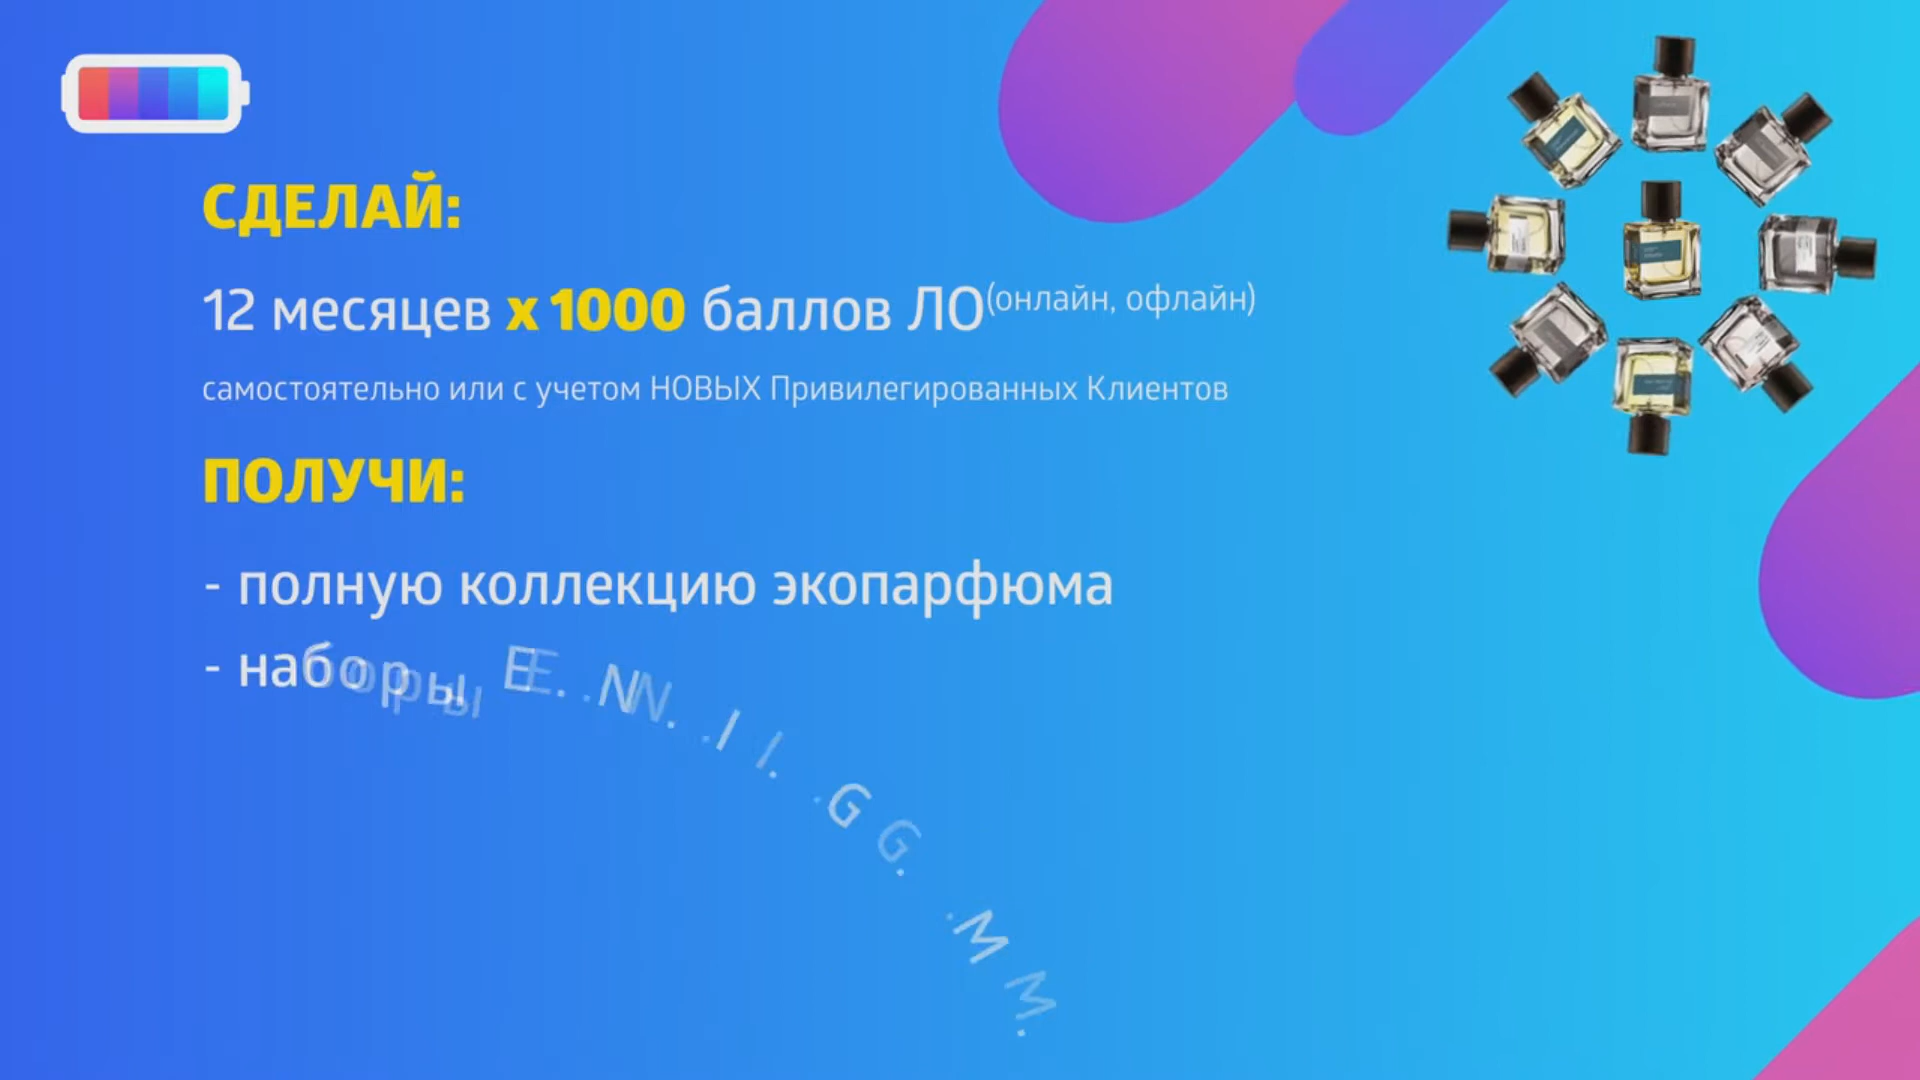 СДЕЛАЙ:
12 месяцев х 1000 баллов ЛО(онлайн, офлайн)
самостоятельно или с учетом НОВЫХ Привилегированных Клиентов
ПОЛУЧИ:
- полную коллекцию экопарфюма
- наборы E.N.I.G.M.